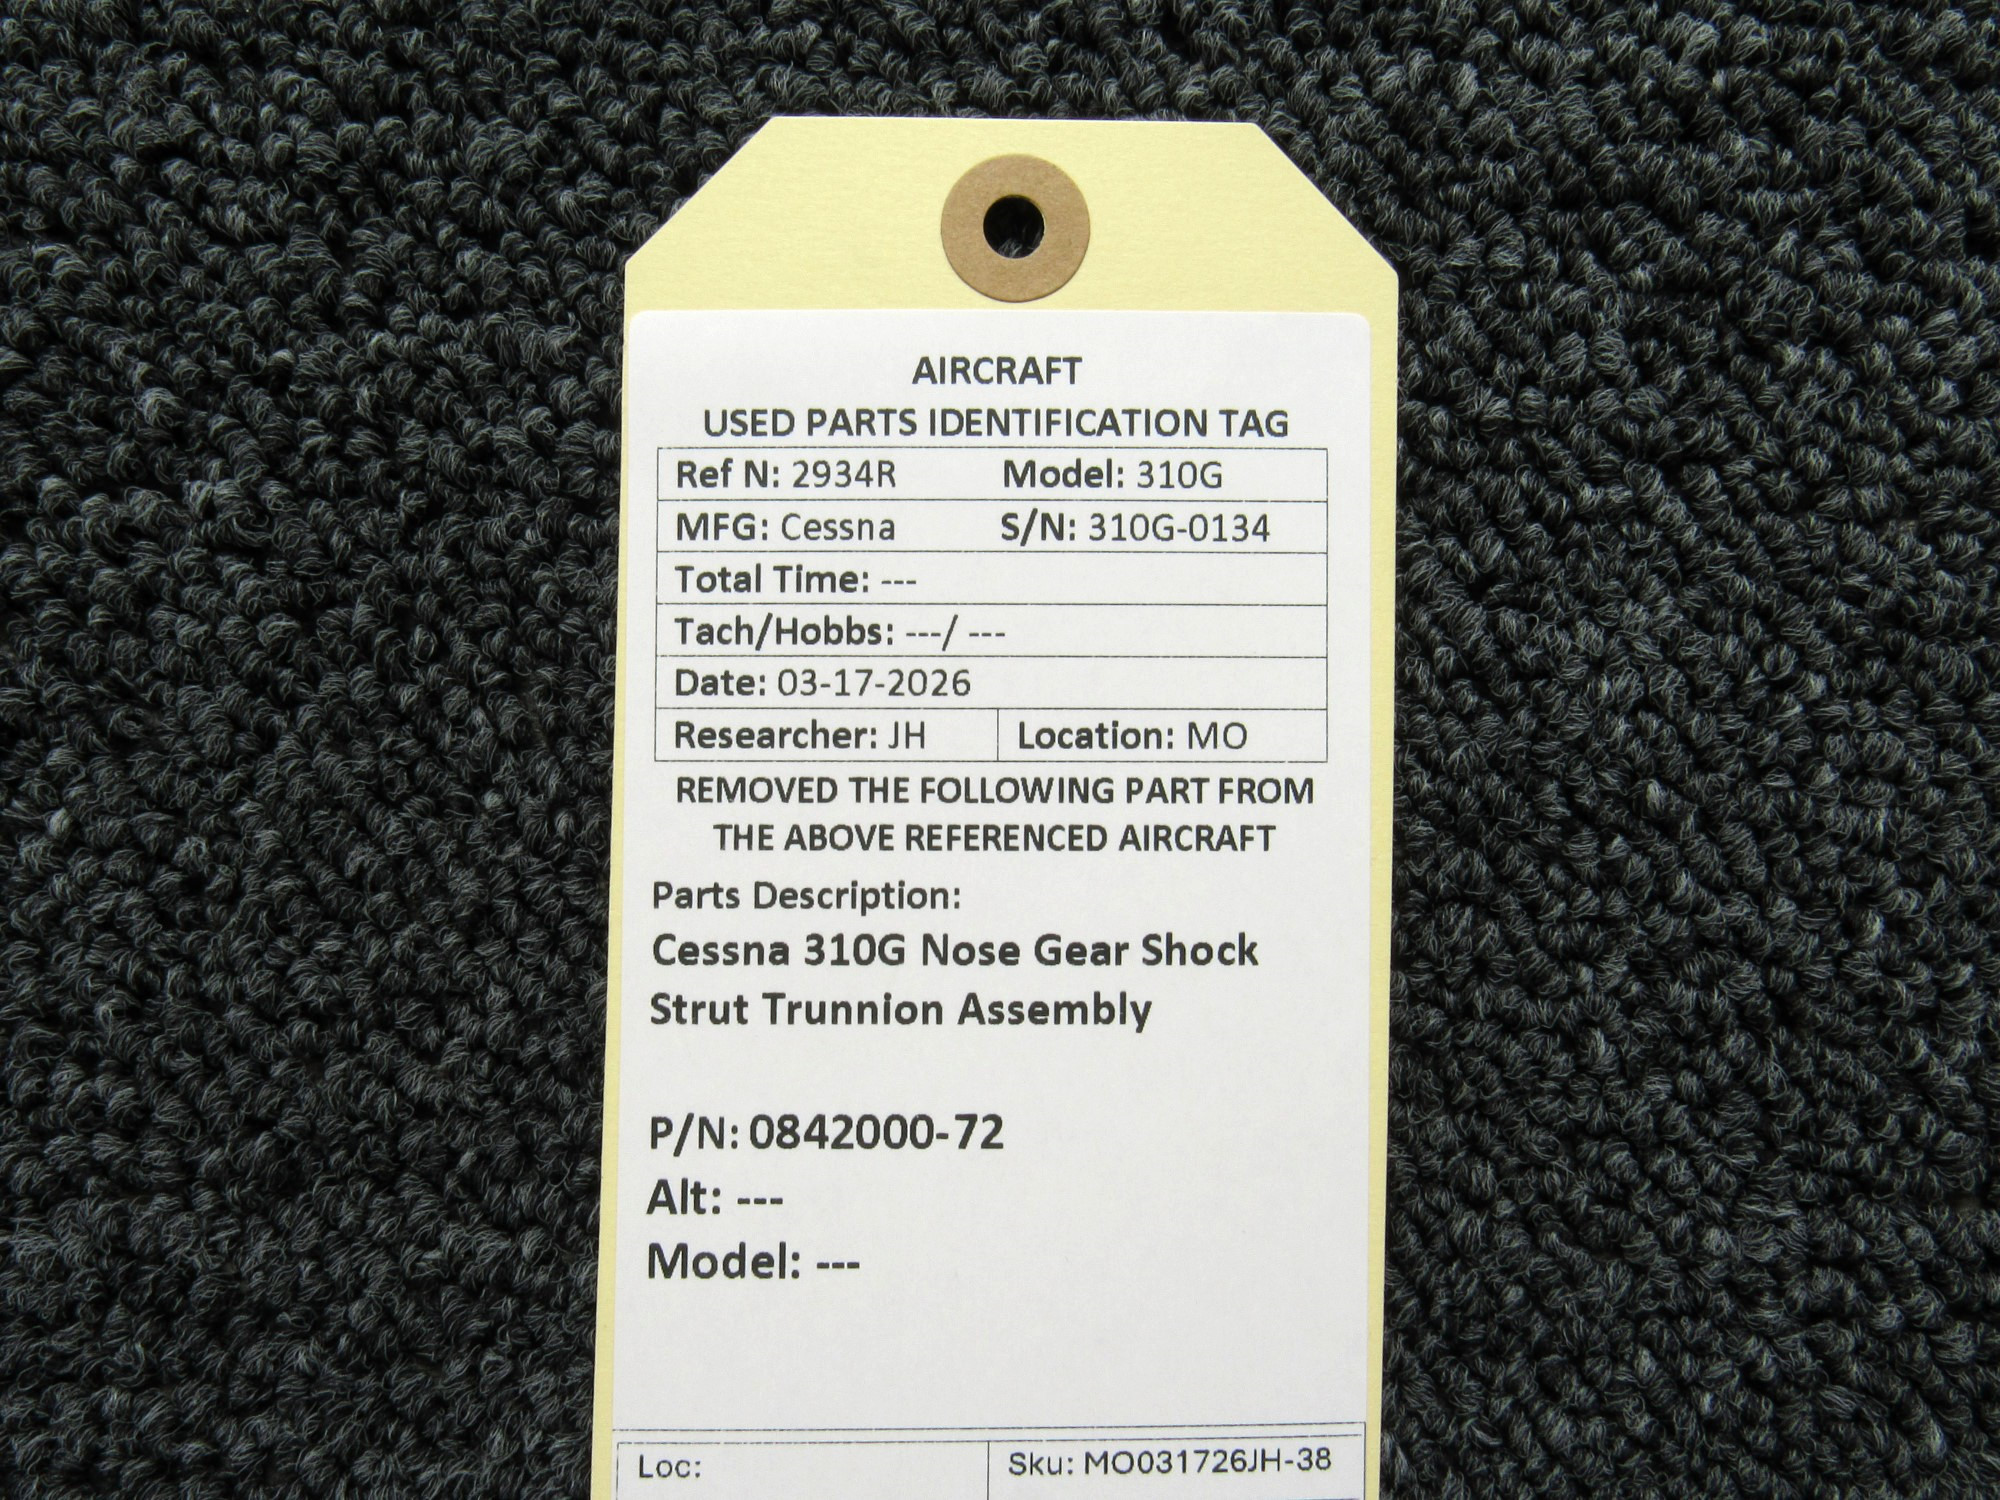 AIRCRAFT
USED PARTS IDENTIFICATION TAG
Ref N: 2934R Model: 310G
MFG: Cessna S/N: 310G-0134
Total Time: ---
Tach/Hobbs: ---/ ---
Date: 03-17-2026
Researcher: JH Location: MO
REMOVED THE FOLLOWING PART FROM
THE ABOVE REFERENCED AIRCRAFT
Parts Description:
Cessna 310G Nose Gear Shock
Strut Trunnion Assembly
P/N: 0842000-72
Alt: ---
Model: ---
Loc: Sku: MO031726JH-38